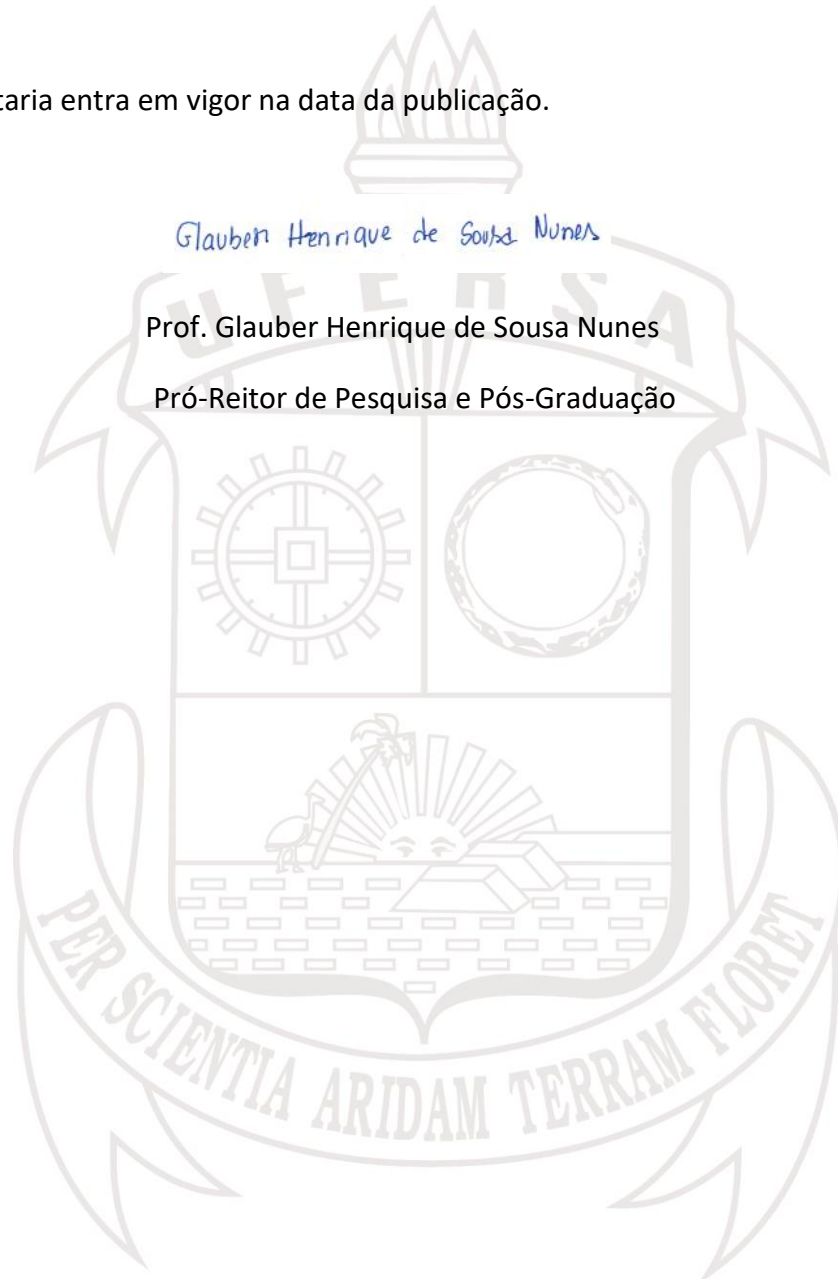 taria entra em vigor na data da publicação.
Glauber Henrique de Sousa Nunes
UFERSA
Prof. Glauber Henrique de Sousa Nunes
Pró-Reitor de Pesquisa e Pós-Graduação
PER SCIENTIA ARIDAM TERRAM FLORET